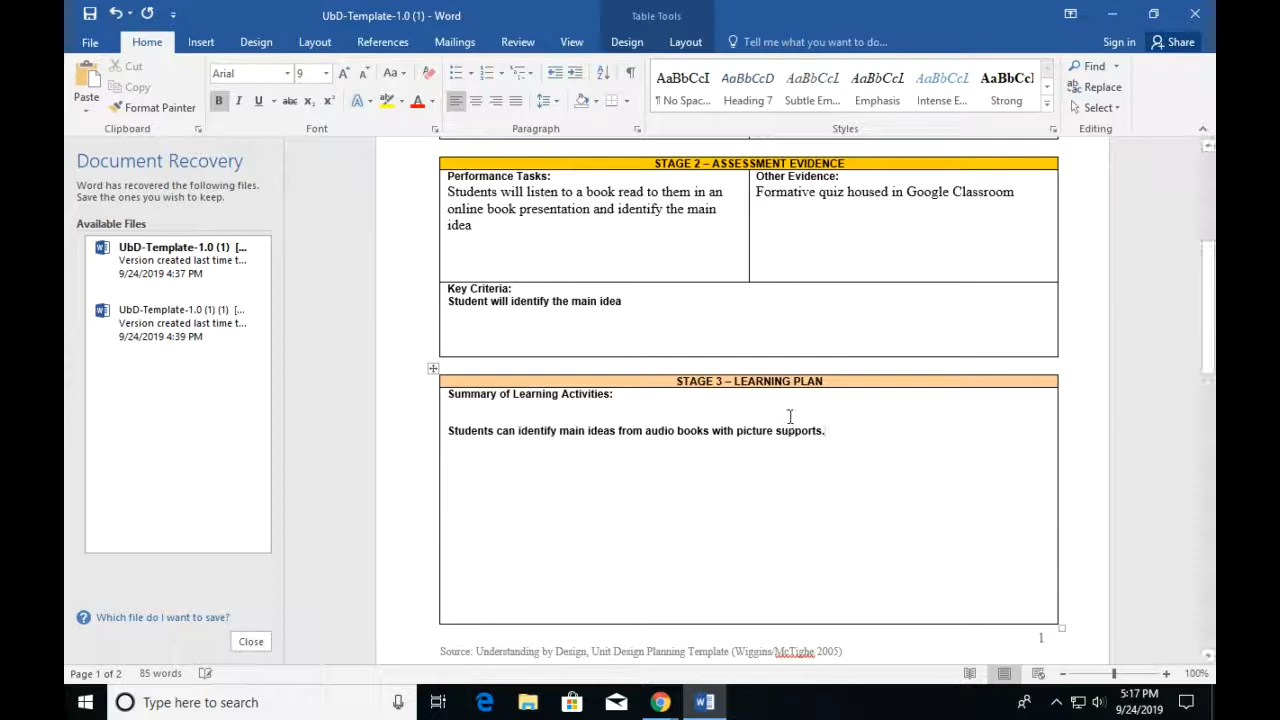 UbD-Template-1.0 (1) - Word
Table Tools
File
Home
Insert
Design
Layout
References
Mailings
Review
View
Design
Layout
Tell me what you want to do...
Sign in
Share
Paste
Cut
Copy
Format Painter
Clipboard
Arial
9
Font
Paragraph
AaBbCcI
AaBbCcD
AaBbCcL
AaBbCcL
AaBbCcL
AaBbCcI
¶ No Spac...
Heading 7
Subtle Em...
Emphasis
Intense E...
Strong
Styles
Find
Replace
Select
Editing
Document Recovery
Word has recovered the following files.
Save the ones you wish to keep.
Available Files
UbD-Template-1.0 (1) [...
Version created last time t...
9/24/2019 4:37 PM
UbD-Template-1.0 (1) (1) [...
Version created last time t...
9/24/2019 4:39 PM
Which file do I want to save?
Close
STAGE 2 – ASSESSMENT EVIDENCE
Performance Tasks:
Students will listen to a book read to them in an
online book presentation and identify the main
idea
Other Evidence:
Formative quiz housed in Google Classroom
Key Criteria:
Student will identify the main idea
STAGE 3 – LEARNING PLAN
Summary of Learning Activities:
Students can identify main ideas from audio books with picture supports.
1
Source: Understanding by Design, Unit Design Planning Template (Wiggins/McTighe 2005)
Page 1 of 2
85 words
100%
Type here to search
5:17 PM
9/24/2019